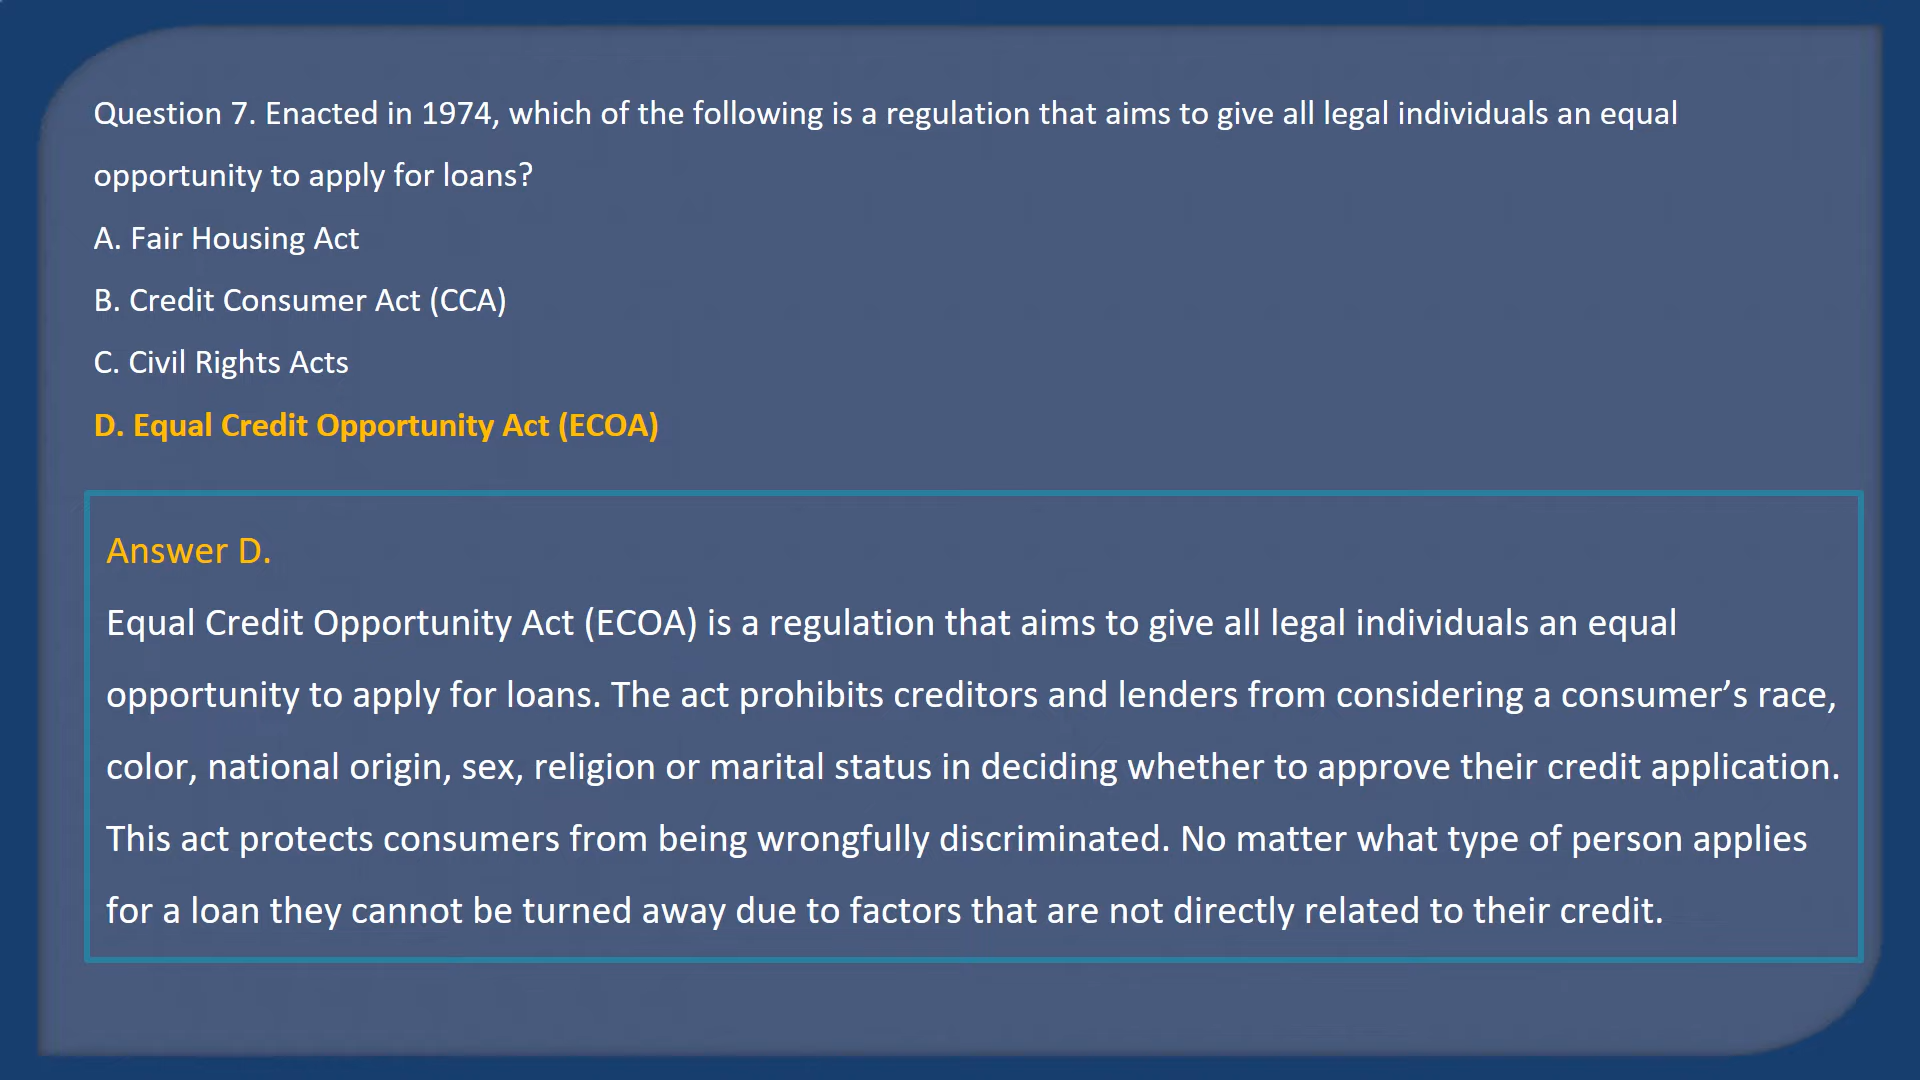 Question 7. Enacted in 1974, which of the following is a regulation that aims to give all legal individuals an equal
opportunity to apply for loans?
A. Fair Housing Act
B. Credit Consumer Act (CCA)
C. Civil Rights Acts
D. Equal Credit Opportunity Act (ECOA)
Answer D.
Equal Credit Opportunity Act (ECOA) is a regulation that aims to give all legal individuals an equal
opportunity to apply for loans. The act prohibits creditors and lenders from considering a consumer’s race,
color, national origin, sex, religion or marital status in deciding whether to approve their credit application.
This act protects consumers from being wrongfully discriminated. No matter what type of person applies
for a loan they cannot be turned away due to factors that are not directly related to their credit.